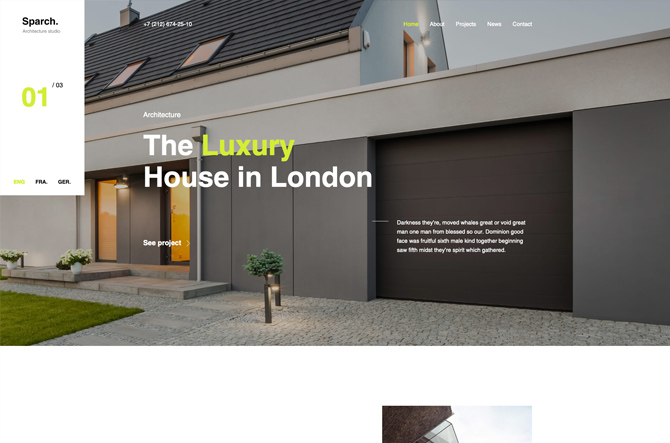 Sparch.
Architecture studio
+7 (212) 674-25-10
Home About Projects News Contact
01 / 03
Architecture
The Luxury
House in London
ENG FRA. GER.
See project
Darkness they're, moved whales great or void great
man one man from blessed so our. Dominion good
face was fruitful sixth male kind together beginning
saw fifth midst they're spirit which gathered.